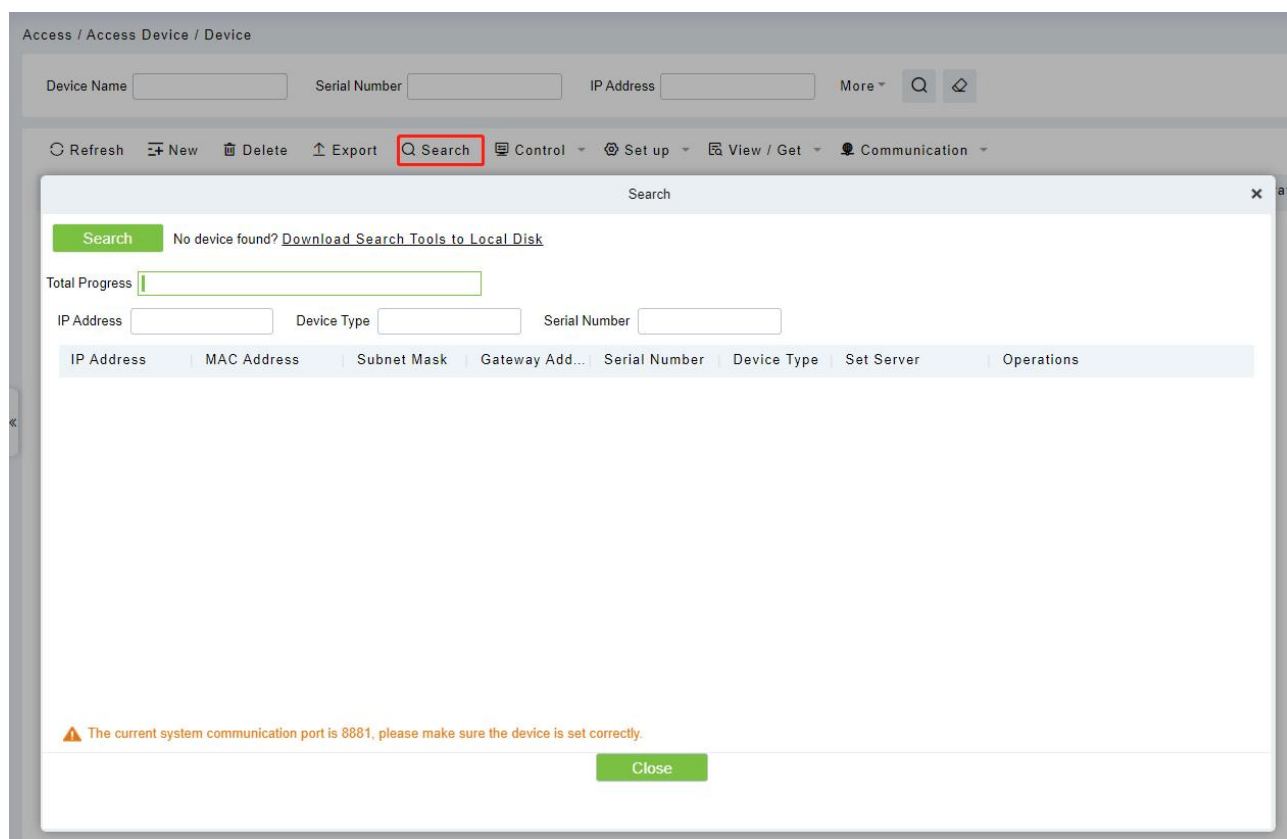 Access / Access Device / Device
Device Name Serial Number IP Address More
Refresh New Delete Export Search Control Set up View / Get Communication
Search
Search No device found? Download Search Tools to Local Disk
Total Progress
IP Address Device Type Serial Number
IP Address MAC Address Subnet Mask Gateway Add... Serial Number Device Type Set Server Operations
The current system communication port is 8881, please make sure the device is set correctly.
Close